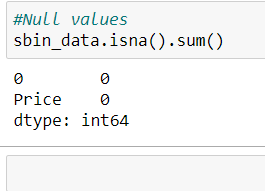 #Null values
sbin_data.isna().sum()
0 0
Price 0
dtype: int64